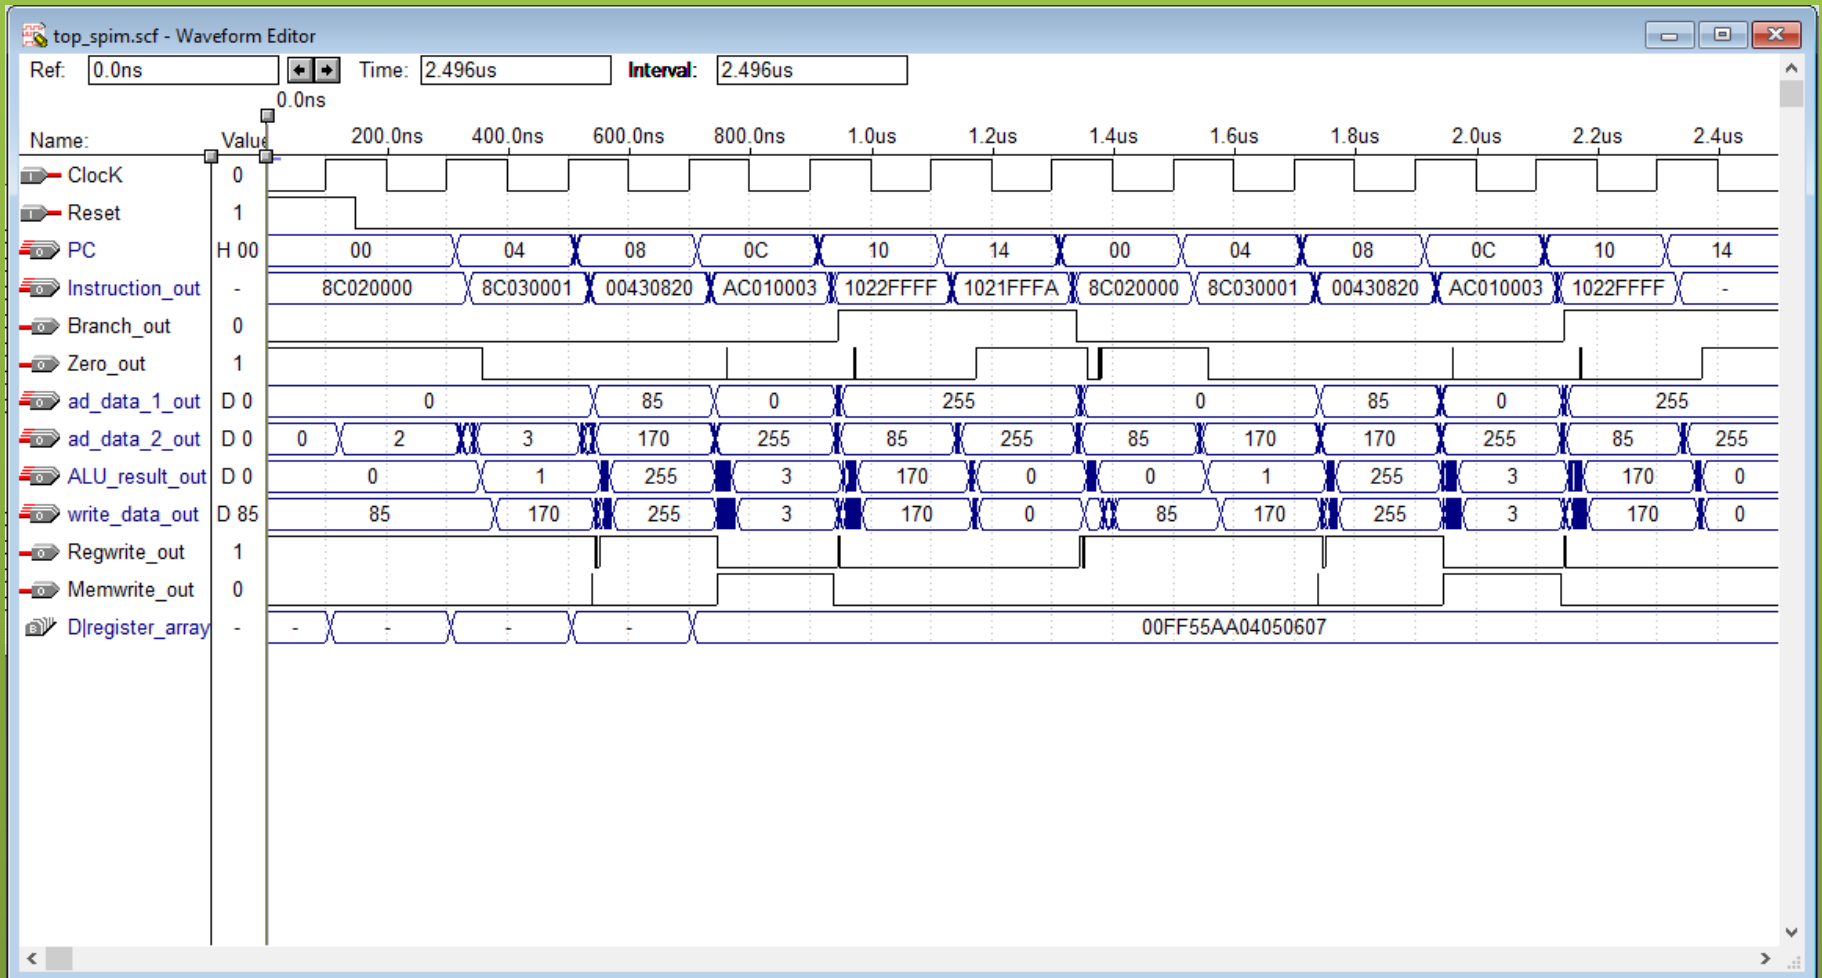 top_spim.scf - Waveform Editor
Ref: 0.0ns Time: 2.496us Interval: 2.496us
0.0ns
Name: Value 200.0ns 400.0ns 600.0ns 800.0ns 1.0us 1.2us 1.4us 1.6us 1.8us 2.0us 2.2us 2.4us
ClocK 0
Reset 1
PC H 00 00 04 08 0C 10 14 00 04 08 0C 10 14
Instruction_out - 8C020000 8C030001 00430820 AC010003 1022FFFF 1021FFFA 8C020000 8C030001 00430820 AC010003 1022FFFF -
Branch_out 0
Zero_out 1
ad_data_1_out D 0 0 85 0 255 0 85 0 255
ad_data_2_out D 0 0 2 3 170 255 85 255 85 170 170 255 85 255
ALU_result_out D 0 0 1 255 3 170 0 0 1 255 3 170 0
write_data_out D 85 85 170 255 3 170 0 85 170 255 3 170 0
Regwrite_out 1
Memwrite_out 0
D|register_array - - - - - 00FF55AA04050607